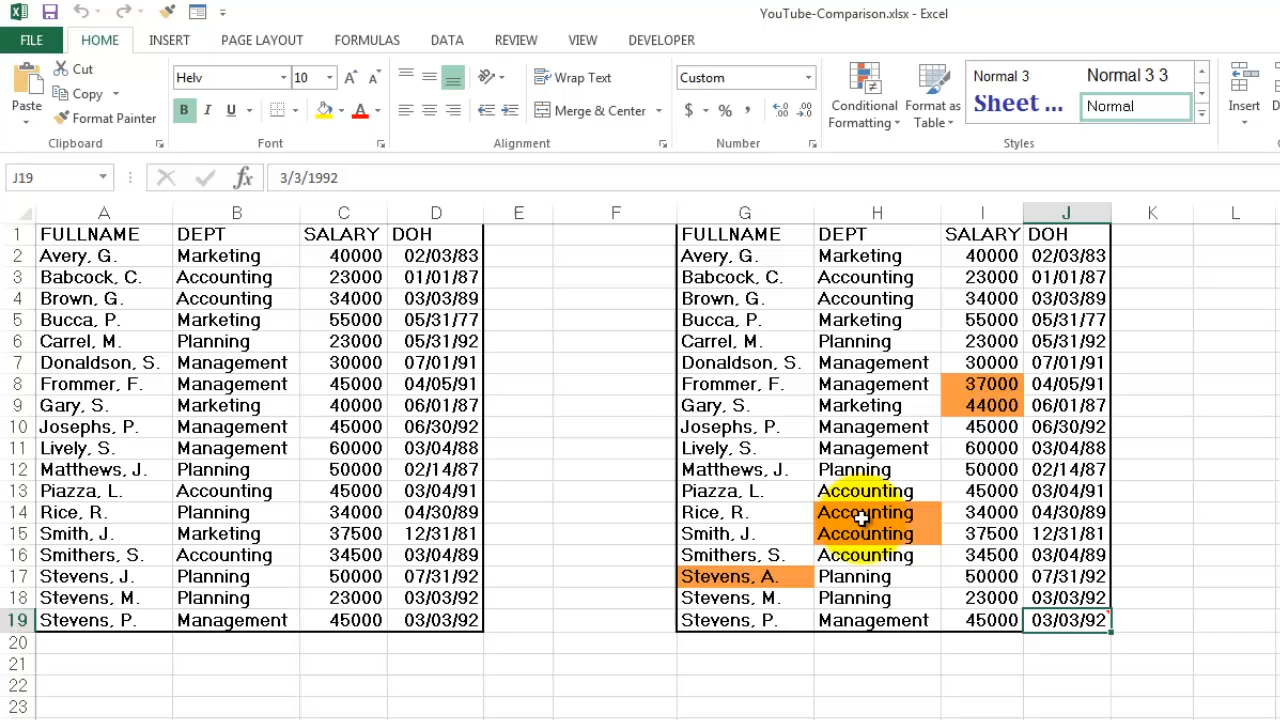 YouTube-Comparison.xlsx - Excel
FILE HOME INSERT PAGE LAYOUT FORMULAS DATA REVIEW VIEW DEVELOPER
Paste
Cut
Copy
Format Painter
Clipboard
Helv 10
B I U A
Font
Wrap Text
Merge & Center
Alignment
Custom
$ % ,
Number
Conditional Formatting
Format as Table
Normal 3 Normal 3 3
Sheet ... Normal
Styles
Insert
J19 fx 3/3/1992
A B C D E F G H I J K L
1 FULLNAME DEPT SALARY DOH FULLNAME DEPT SALARY DOH
2 Avery, G. Marketing 40000 02/03/83 Avery, G. Marketing 40000 02/03/83
3 Babcock, C. Accounting 23000 01/01/87 Babcock, C. Accounting 23000 01/01/87
4 Brown, G. Accounting 34000 03/03/89 Brown, G. Accounting 34000 03/03/89
5 Bucca, P. Marketing 55000 05/31/77 Bucca, P. Marketing 55000 05/31/77
6 Carrel, M. Planning 23000 05/31/92 Carrel, M. Planning 23000 05/31/92
7 Donaldson, S. Management 30000 07/01/91 Donaldson, S. Management 30000 07/01/91
8 Frommer, F. Management 45000 04/05/91 Frommer, F. Management 37000 04/05/91
9 Gary, S. Marketing 40000 06/01/87 Gary, S. Marketing 44000 06/01/87
10 Josephs, P. Management 45000 06/30/92 Josephs, P. Management 45000 06/30/92
11 Lively, S. Management 60000 03/04/88 Lively, S. Management 60000 03/04/88
12 Matthews, J. Planning 50000 02/14/87 Matthews, J. Planning 50000 02/14/87
13 Piazza, L. Accounting 45000 03/04/91 Piazza, L. Accounting 45000 03/04/91
14 Rice, R. Planning 34000 04/30/89 Rice, R. Accounting 34000 04/30/89
15 Smith, J. Marketing 37500 12/31/81 Smith, J. Accounting 37500 12/31/81
16 Smithers, S. Accounting 34500 03/04/89 Smithers, S. Accounting 34500 03/04/89
17 Stevens, J. Planning 50000 07/31/92 Stevens, A. Planning 50000 07/31/92
18 Stevens, M. Planning 23000 03/03/92 Stevens, M. Planning 23000 03/03/92
19 Stevens, P. Management 45000 03/03/92 Stevens, P. Management 45000 03/03/92
20
21
22
23